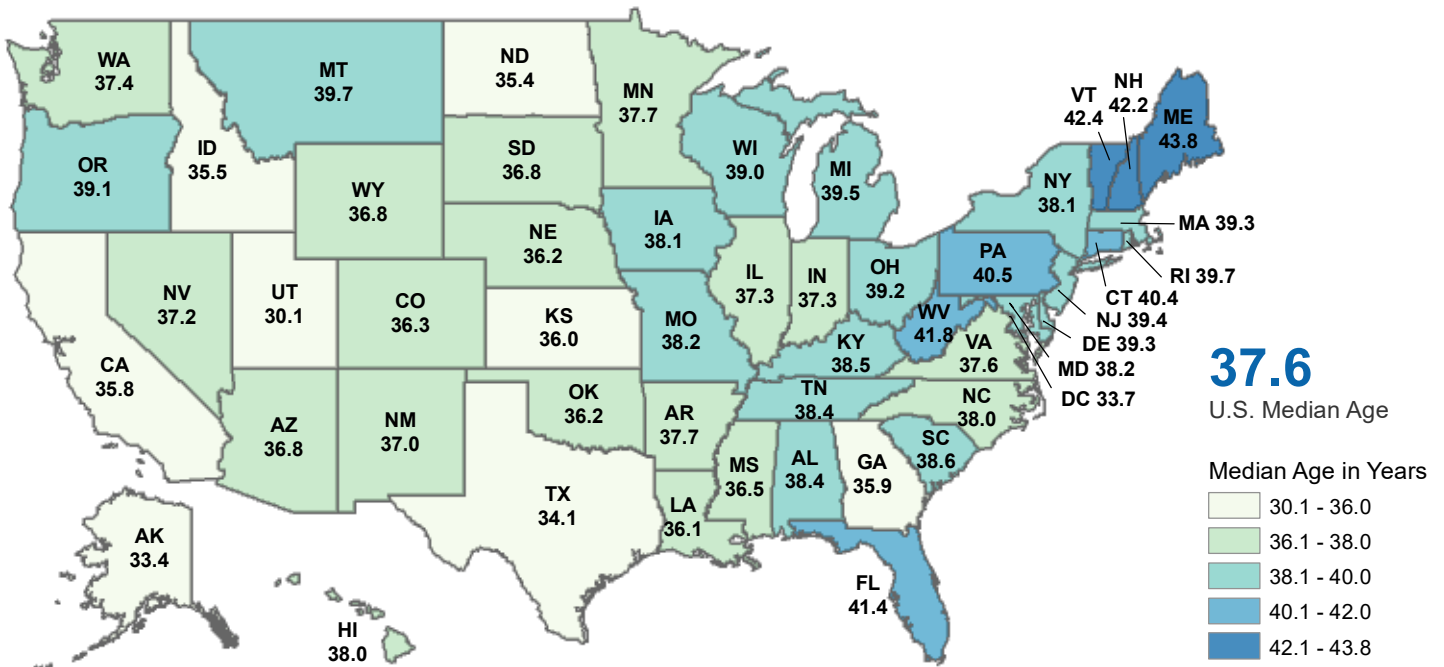 WA
37.4
MT
39.7
ND
35.4
MN
37.7
VT
42.4
NH
42.2
ME
43.8
OR
39.1
ID
35.5
WY
36.8
SD
36.8
WI
39.0
MI
39.5
NY
38.1
MA 39.3
RI 39.7
CT 40.4
NJ 39.4
DE 39.3
MD 38.2
DC 33.7
NV
37.2
UT
30.1
CO
36.3
NE
36.2
IA
38.1
IL
37.3
IN
37.3
OH
39.2
PA
40.5
CA
35.8
KS
36.0
MO
38.2
KY
38.5
WV
41.8
VA
37.6
AZ
36.8
NM
37.0
OK
36.2
AR
37.7
TN
38.4
NC
38.0
TX
34.1
LA
36.1
MS
36.5
AL
38.4
GA
35.9
SC
38.6
AK
33.4
HI
38.0
FL
41.4
37.6
U.S. Median Age
Median Age in Years
30.1 - 36.0
36.1 - 38.0
38.1 - 40.0
40.1 - 42.0
42.1 - 43.8